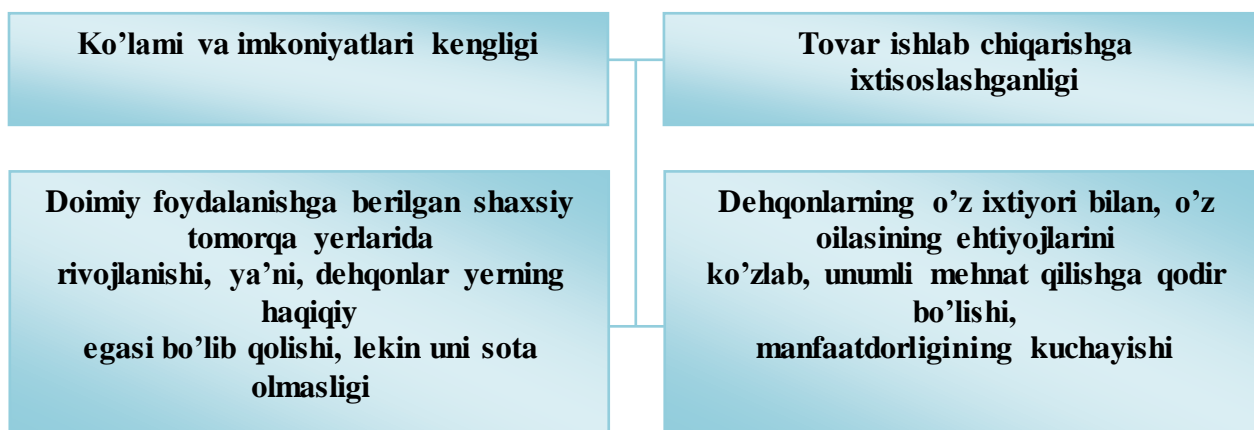 Ko’lami va imkoniyatlari kengligi
Tovar ishlab chiqarishga
ixtisoslashganligi
Doimiy foydalanishga berilgan shaxsiy
tomorqa yerlarida
rivojlanishi, ya’ni, dehqonlar yerning
haqiqiy
egasi bo’lib qolishi, lekin uni sota
olmasligi
Dehqonlarning o’z ixtiyori bilan, o’z
oilasining ehtiyojlarini
ko’zlab, unumli mehnat qilishga qodir
bo’lishi,
manfaatdorligining kuchayishi